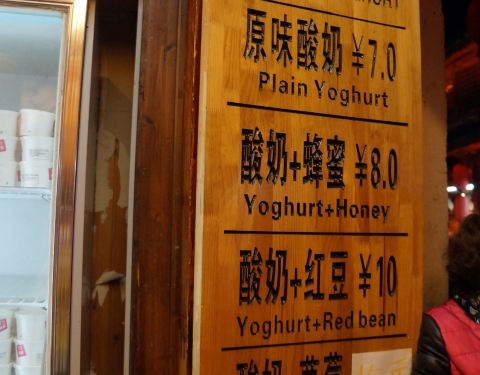 原味酸奶 ¥7.0
Plain Yoghurt
酸奶+蜂蜜 ¥8.0
Yoghurt+Honey
酸奶+红豆 ¥10
Yoghurt+Red bean